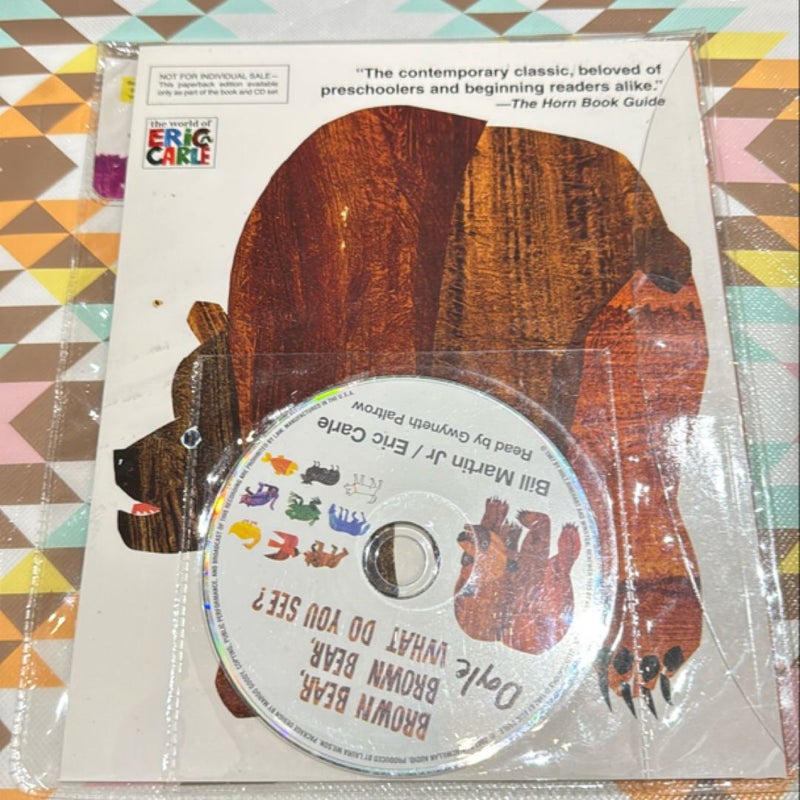 NOT FOR INDIVIDUAL SALE—
This paperback edition available
only as part of the book and CD set
"The contemporary classic, beloved of
preschoolers and beginning readers alike."
—The Horn Book Guide
the world of
ERIC
CARLE
BROWN BEAR,
BROWN BEAR,
WHAT DO YOU SEE?
Doyle
Bill Martin Jr / Eric Carle
Read by Gwyneth Paltrow